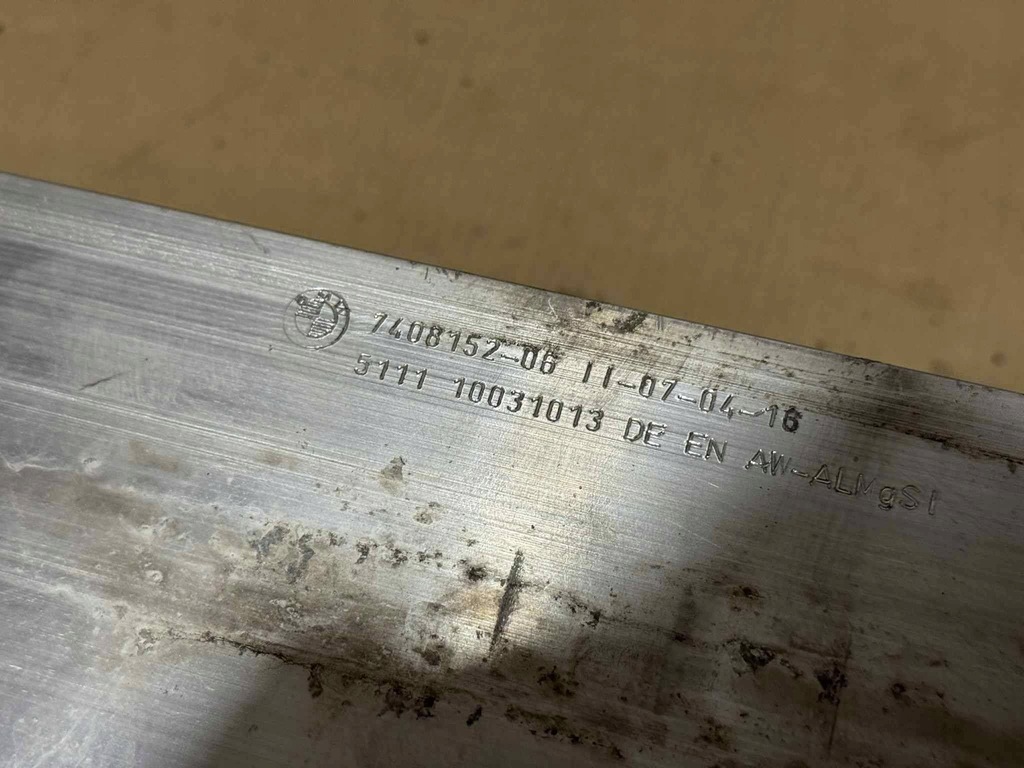 7408152-06 11-07-04-16
5111 10031013 DE EN AW-ALMgSI